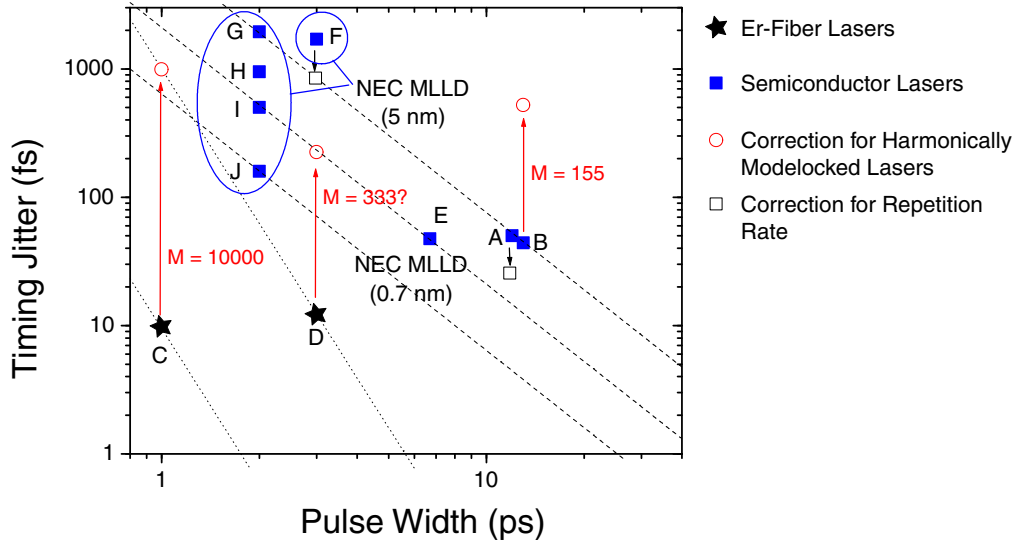 Timing Jitter (fs)
1000
100
10
1
G
H
I
J
F
NEC MLLD
(5 nm)
M = 155
M = 333?
E
A
B
M = 10000
NEC MLLD
(0.7 nm)
C
D
1
10
Pulse Width (ps)
Er-Fiber Lasers
Semiconductor Lasers
Correction for Harmonically
Modelocked Lasers
Correction for Repetition
Rate